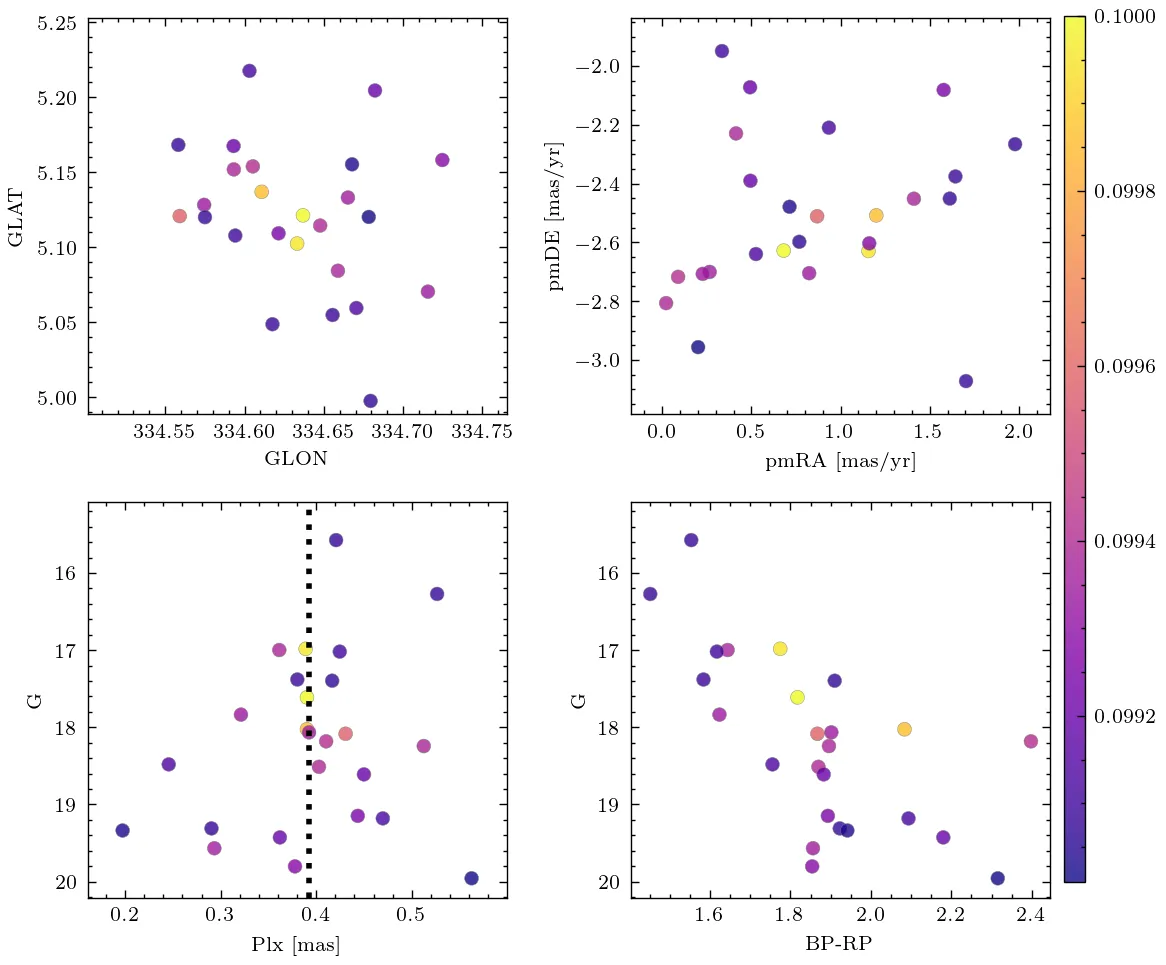 5.25
5.20
5.15
5.10
5.05
5.00
GLAT
334.55 334.60 334.65 334.70 334.75
GLON
−2.0
−2.2
−2.4
−2.6
−2.8
−3.0
pmDE [mas/yr]
0.0 0.5 1.0 1.5 2.0
pmRA [mas/yr]
0.1000
0.0998
0.0996
0.0994
0.0992
16
17
18
19
20
G
0.2 0.3 0.4 0.5
Plx [mas]
16
17
18
19
20
G
1.6 1.8 2.0 2.2 2.4
BP-RP